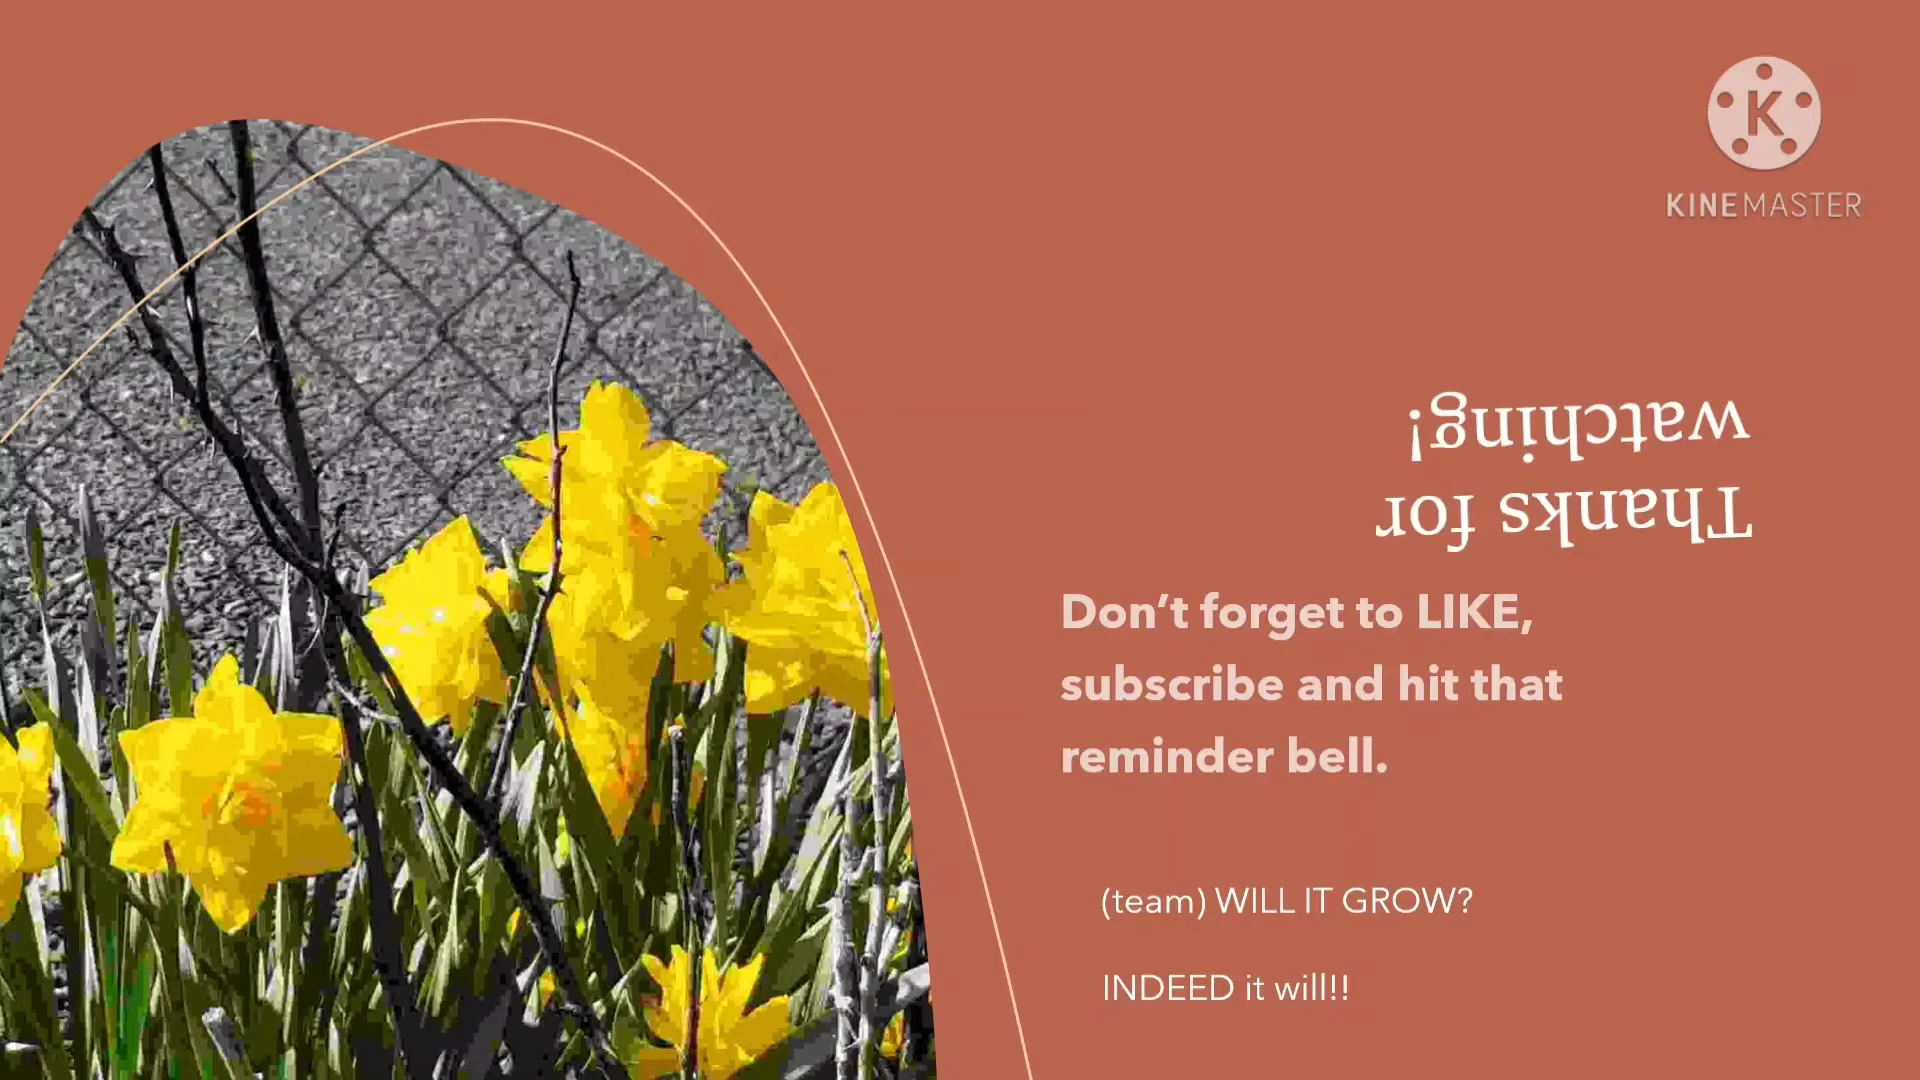 KINEMASTER
Thanks for
watching!
Don’t forget to LIKE,
subscribe and hit that
reminder bell.
(team) WILL IT GROW?
INDEED it will!!